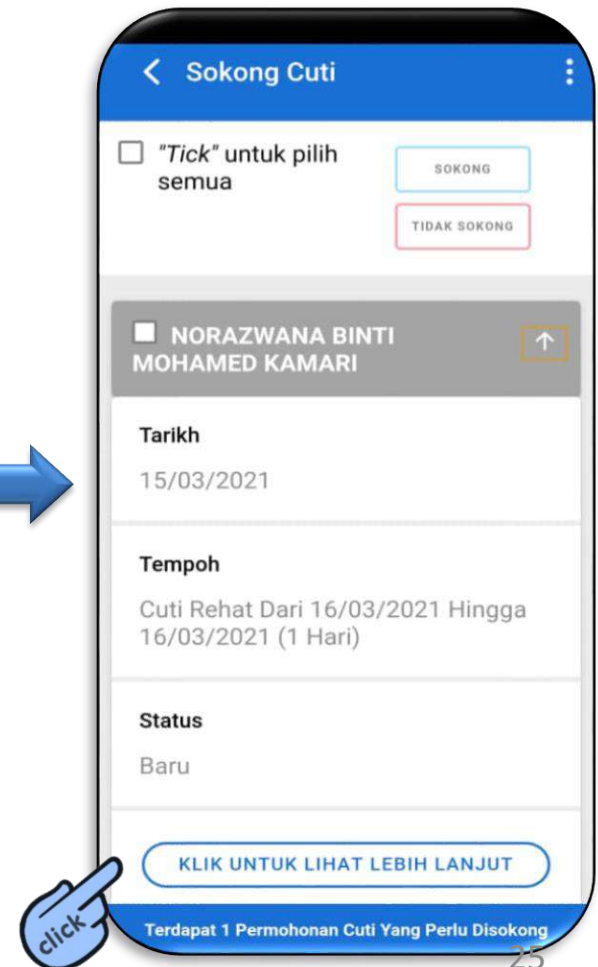 Sokong Cuti
"Tick" untuk pilih
semua
SOKONG
TIDAK SOKONG
NORAZWANA BINTI
MOHAMED KAMARI
Tarikh
15/03/2021
Tempoh
Cuti Rehat Dari 16/03/2021 Hingga
16/03/2021 (1 Hari)
Status
Baru
KLIK UNTUK LIHAT LEBIH LANJUT
click
Terdapat 1 Permohonan Cuti Yang Perlu Disokong
25